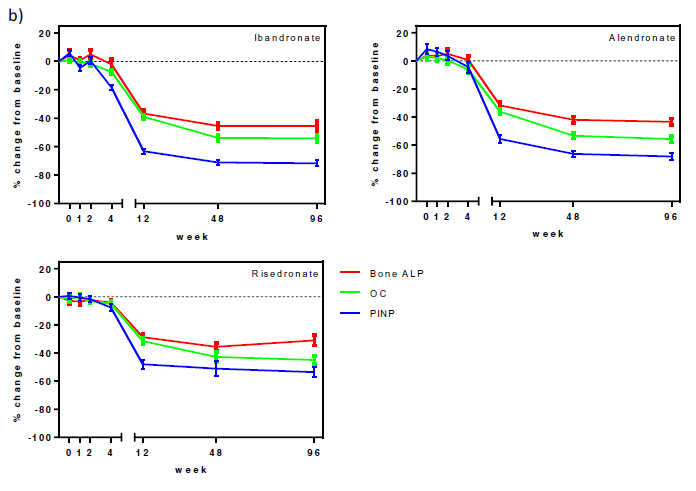 b)
Ibandronate
% change from baseline
20
0
-20
-40
-60
-80
-100
0 1 2 4 12 48 96
week
Alendronate
% change from baseline
20
0
-20
-40
-60
-80
-100
0 1 2 4 12 48 96
week
Risedronate
% change from baseline
20
0
-20
-40
-60
-80
-100
0 1 2 4 12 48 96
week
Bone ALP
OC
PINP